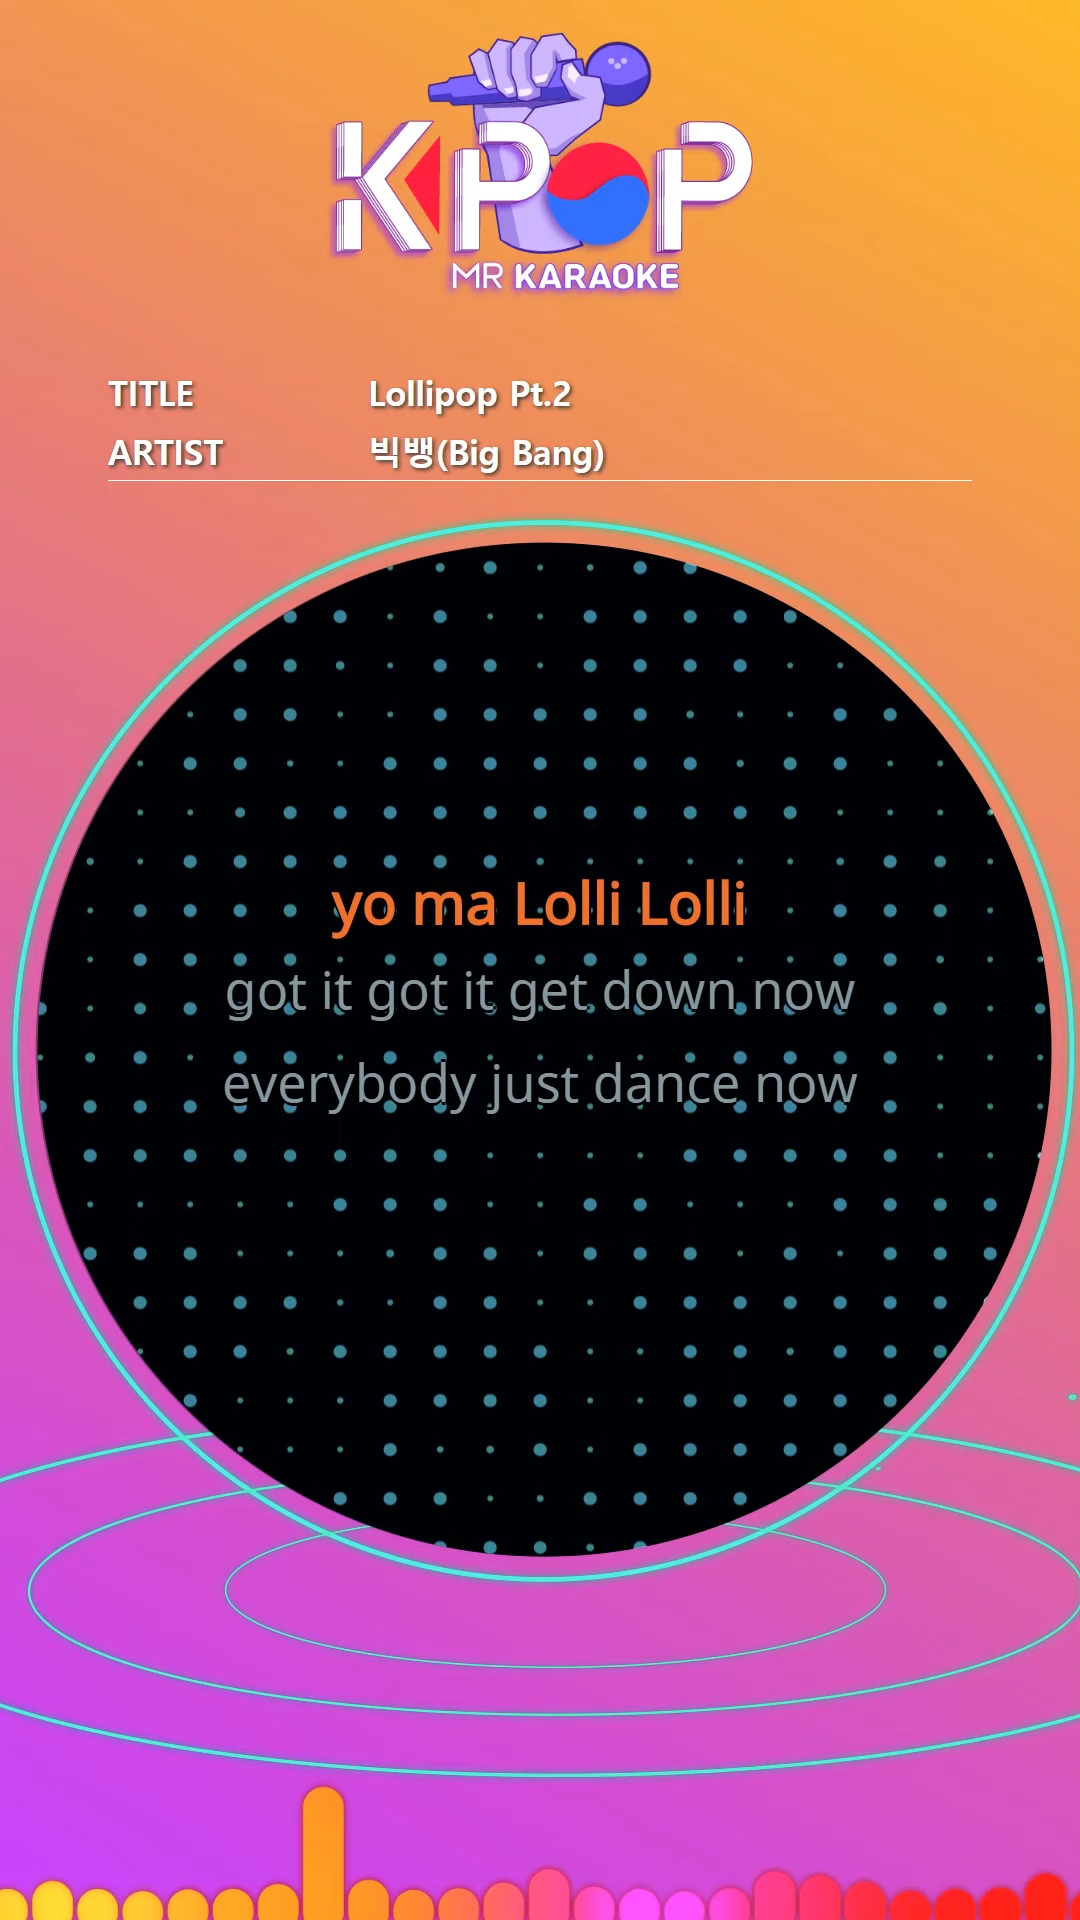 KPOP
MR KARAOKE
TITLE Lollipop Pt.2
ARTIST 빅뱅(Big Bang)
yo ma Lolli Lolli
got it got it get down now
everybody just dance now